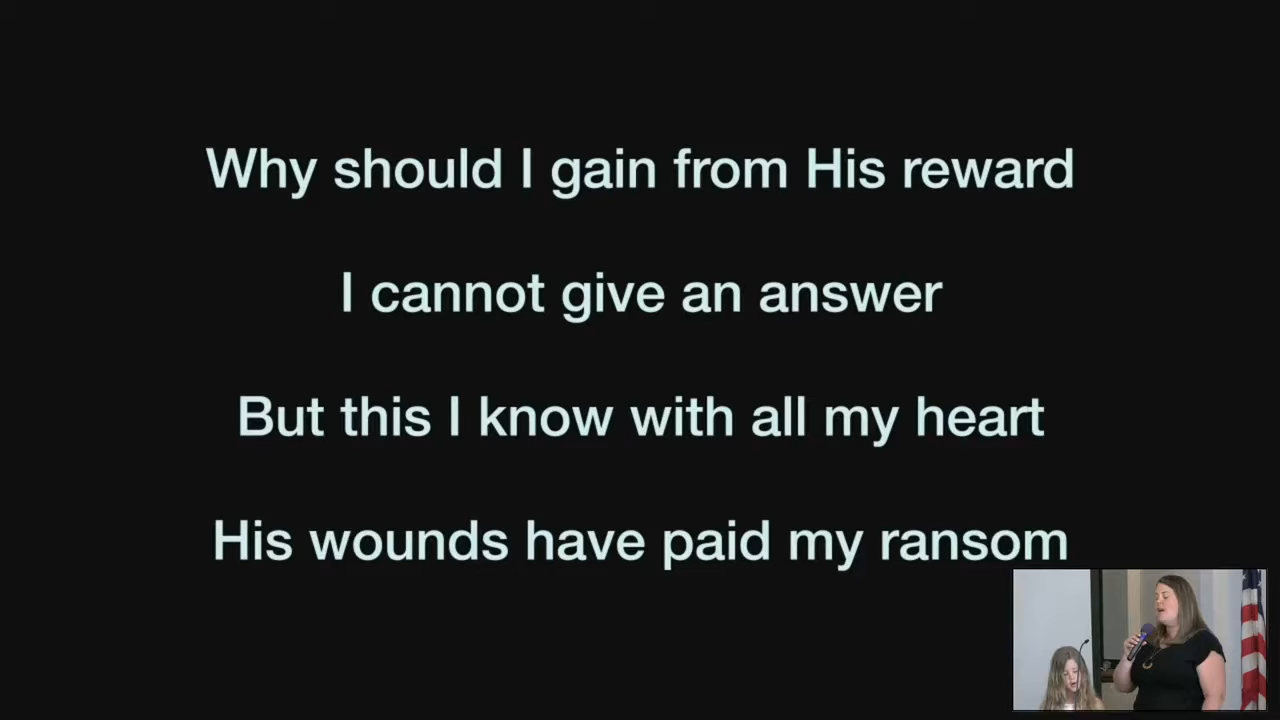 Why should I gain from His reward
I cannot give an answer
But this I know with all my heart
His wounds have paid my ransom